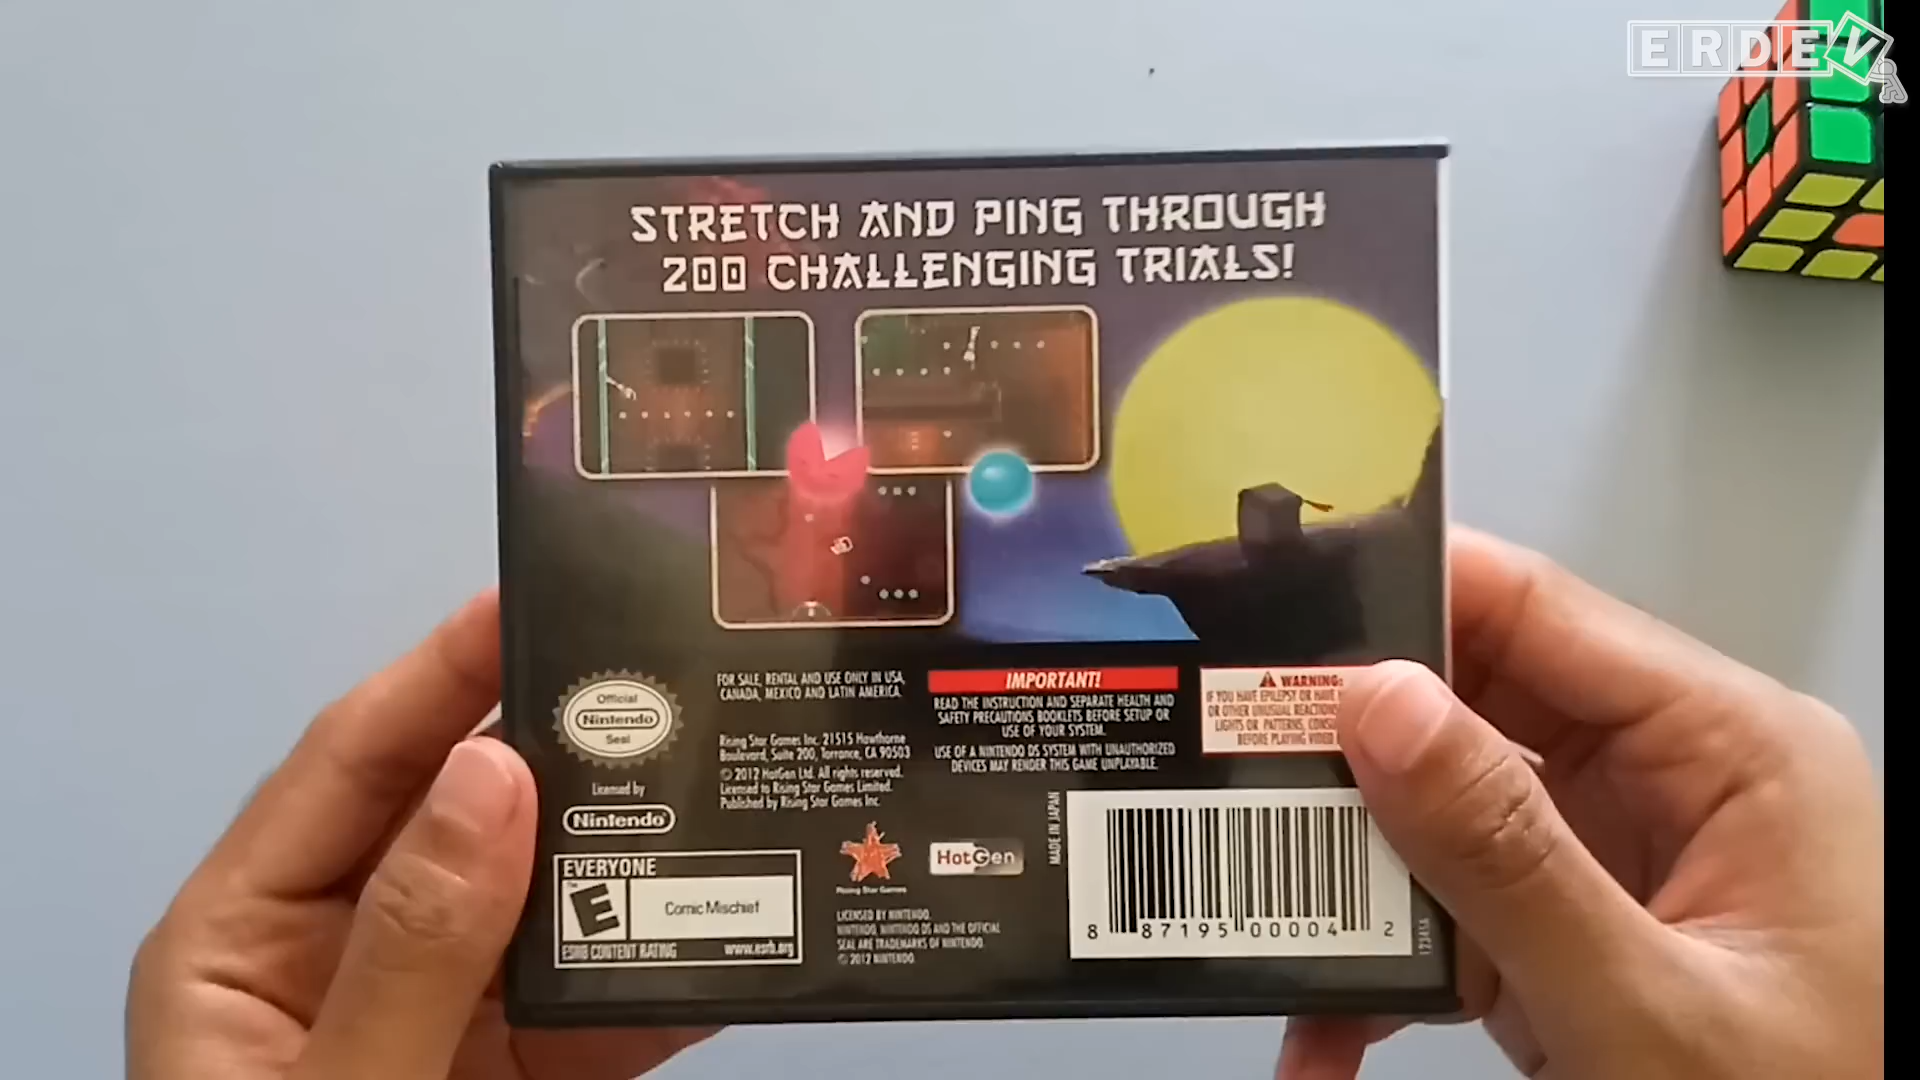 ERDEV
STRETCH AND PING THROUGH
200 CHALLENGING TRIALS!
Official
Nintendo
Seal
Licensed by
Nintendo
FOR SALE, RENTAL AND USE ONLY IN USA,
CANADA, MEXICO AND LATIN AMERICA.
Rising Star Games Inc. 21515 Hawthorne
Boulevard, Suite 200, Torrance, CA 90503
© 2012 HotGen Ltd. All rights reserved.
Licensed to Rising Star Games Limited.
Published by Rising Star Games Inc.
IMPORTANT!
READ THE INSTRUCTION AND SEPARATE HEALTH AND
SAFETY PRECAUTIONS BOOKLETS BEFORE SETUP OR
USE OF YOUR SYSTEM.
USE OF A NINTENDO DS SYSTEM WITH UNAUTHORIZED
DEVICES MAY RENDER THIS GAME UNPLAYABLE.
WARNING:
IF YOU HAVE EPILEPSY OR HAVE
OR OTHER UNUSUAL REACTIONS
LIGHTS OR PATTERNS,
BEFORE PLAYING VIDEO
EVERYONE
E
Comic Mischief
ESRB CONTENT RATING www.esrb.org
Rising Star Games
HotGen
LICENSED BY NINTENDO.
NINTENDO, NINTENDO DS AND THE OFFICIAL
SEAL ARE TRADEMARKS OF NINTENDO.
© 2012 NINTENDO.
MADE IN JAPAN
8 87195 00004 2